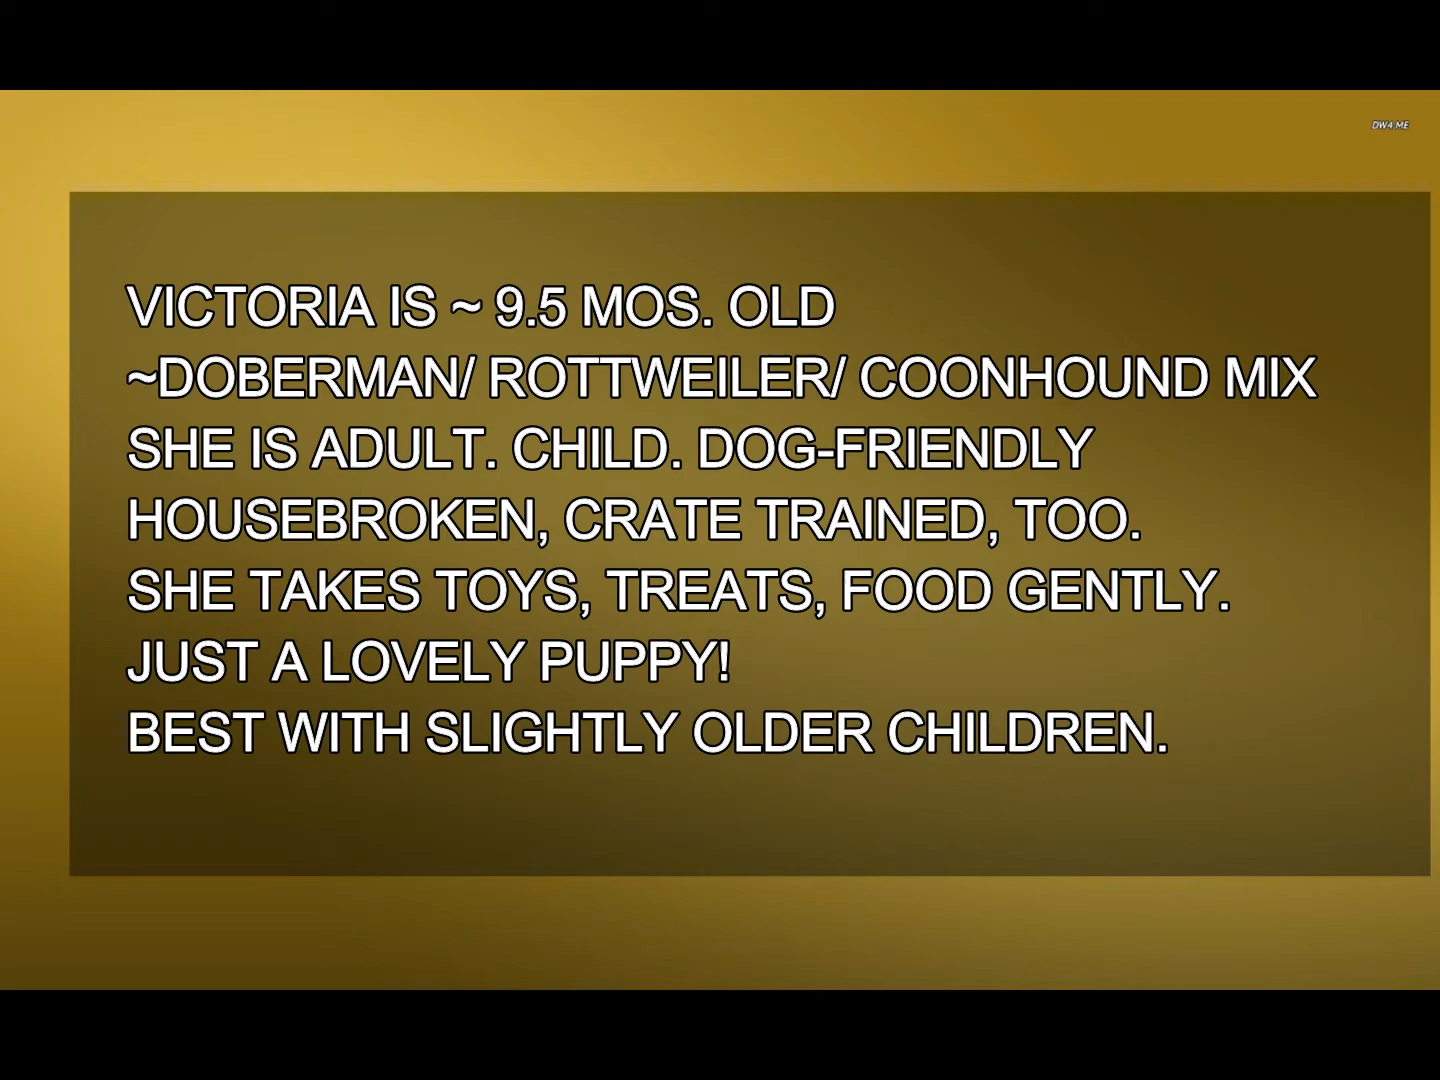 DW4.ME
VICTORIA IS ~ 9.5 MOS. OLD
~DOBERMAN/ ROTTWEILER/ COONHOUND MIX
SHE IS ADULT. CHILD. DOG-FRIENDLY
HOUSEBROKEN, CRATE TRAINED, TOO.
SHE TAKES TOYS, TREATS, FOOD GENTLY.
JUST A LOVELY PUPPY!
BEST WITH SLIGHTLY OLDER CHILDREN.